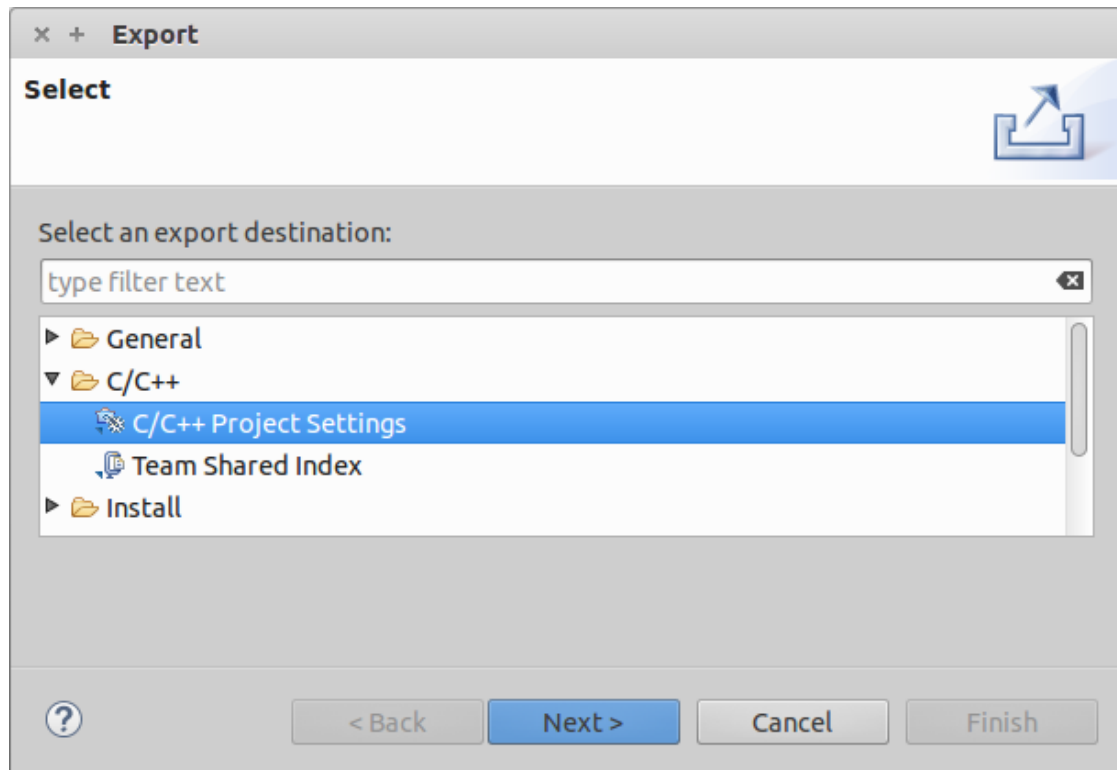 Export
Select
Select an export destination:
type filter text
General
C/C++
C/C++ Project Settings
Team Shared Index
Install
? < Back Next > Cancel Finish